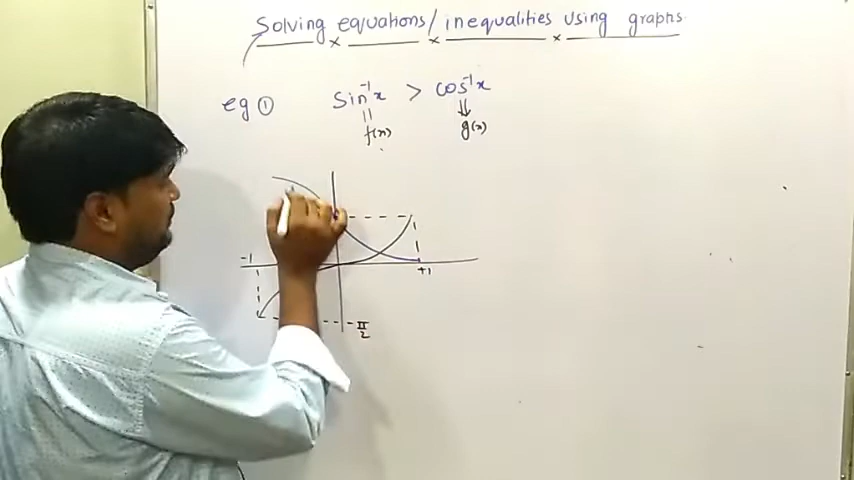 Solving equations/inequalities using graphs
eg ① sin⁻¹x > cos⁻¹x
= f(x) ⇓ g(x)
-1 +1
-π/2